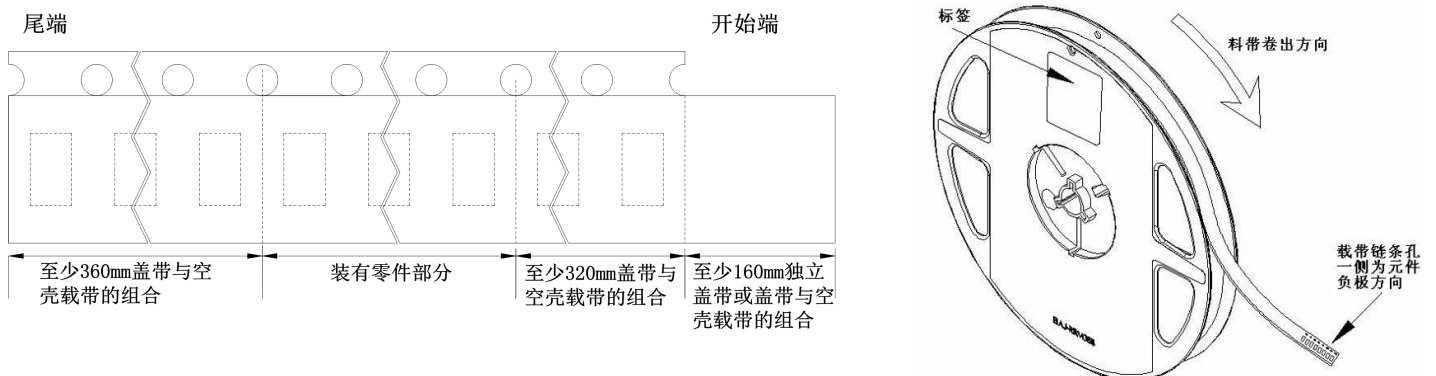 尾端
开始端
至少360mm盖带与空
壳载带的组合
装有零件部分
至少320mm盖带与
空壳载带的组合
至少160mm独立
盖带或盖带与空
壳载带的组合
标签
料带卷出方向
载带链条孔
一侧为元件
负极方向